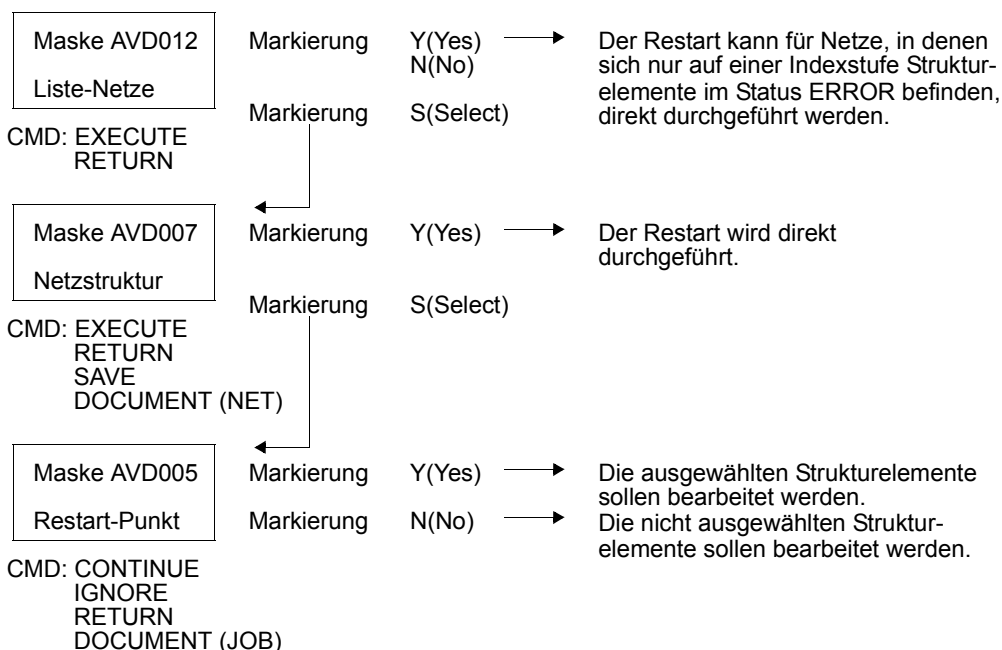 Maske AVD012 Markierung Y(Yes) Der Restart kann für Netze, in denen
N(No) sich nur auf einer Indexstufe Struktur-
Liste-Netze elemente im Status ERROR befinden,
Markierung S(Select) direkt durchgeführt werden.
CMD: EXECUTE
RETURN
Maske AVD007 Markierung Y(Yes) Der Restart wird direkt
durchgeführt.
Netzstruktur
Markierung S(Select)
CMD: EXECUTE
RETURN
SAVE
DOCUMENT (NET)
Maske AVD005 Markierung Y(Yes) Die ausgewählten Strukturelemente
sollen bearbeitet werden.
Restart-Punkt Markierung N(No) Die nicht ausgewählten Struktur-
elemente sollen bearbeitet werden.
CMD: CONTINUE
IGNORE
RETURN
DOCUMENT (JOB)